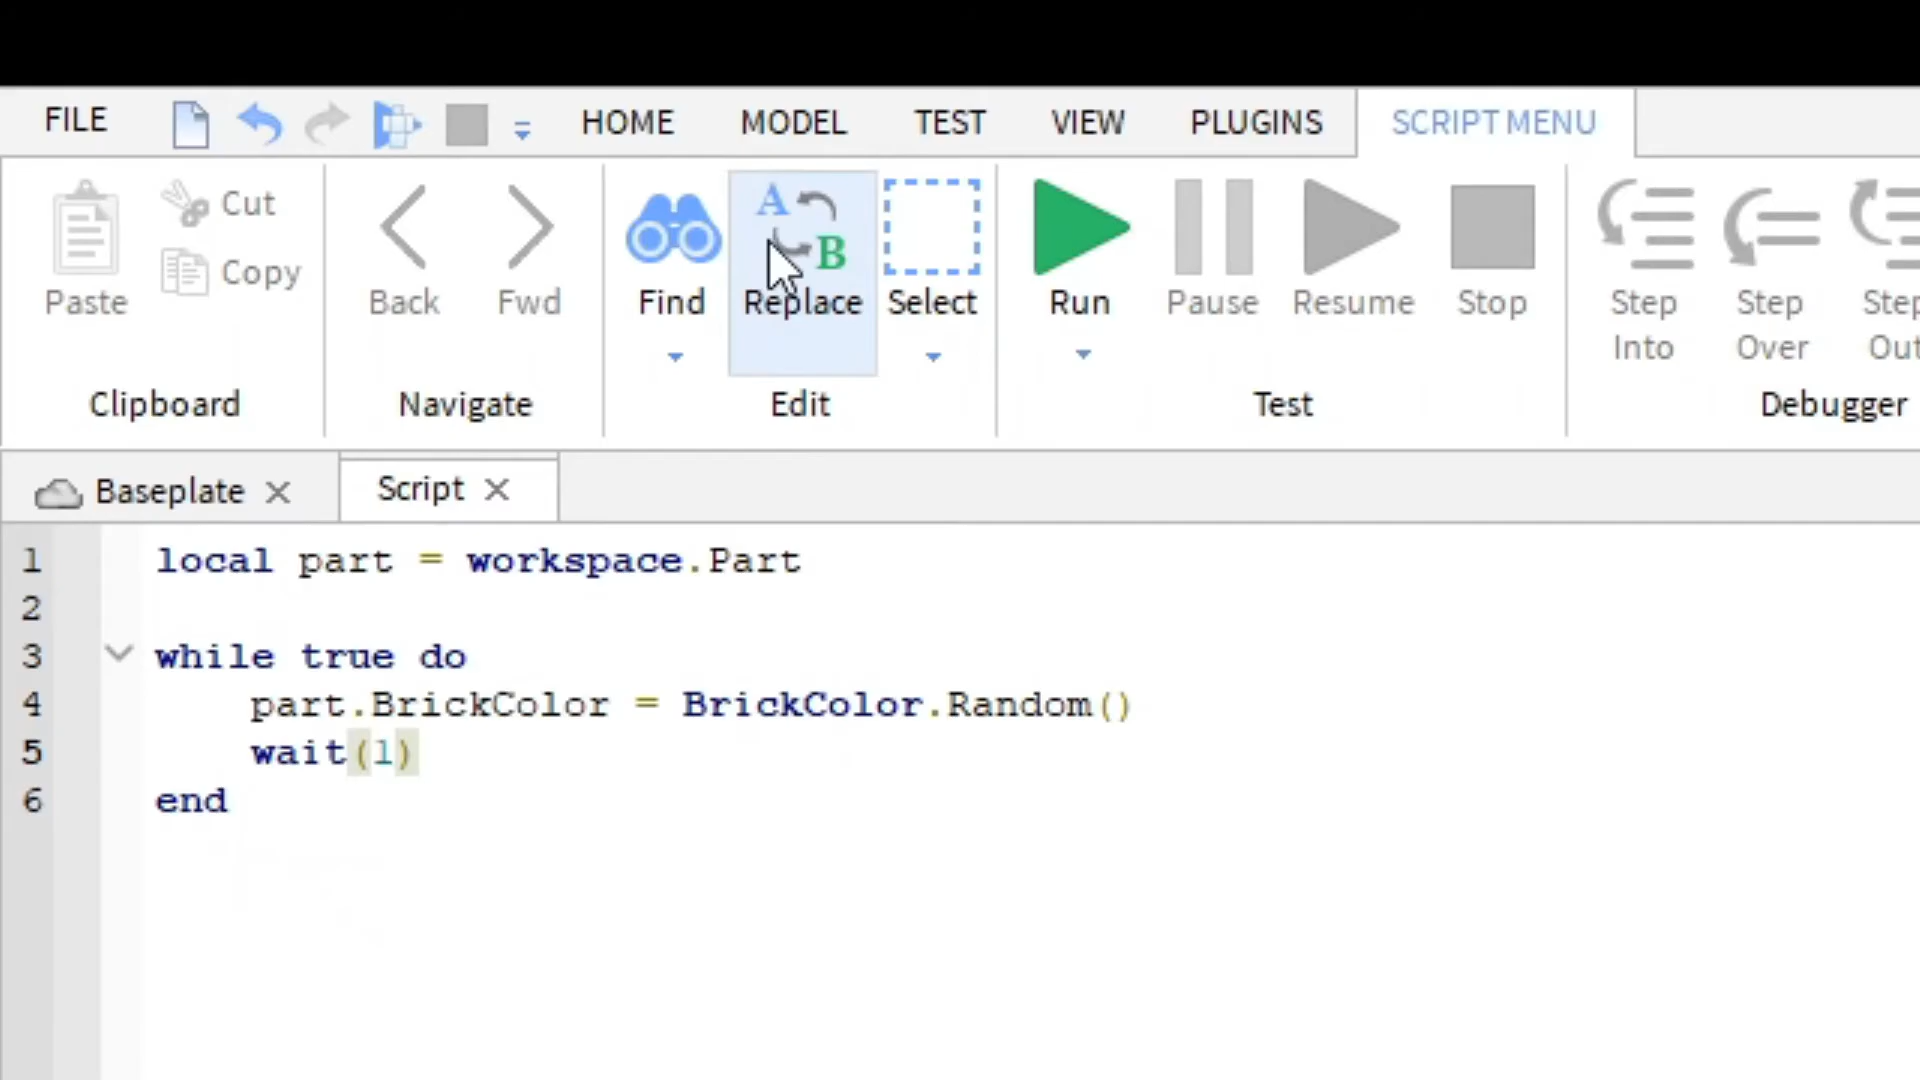 FILE HOME MODEL TEST VIEW PLUGINS SCRIPT MENU
Cut
Copy
Paste Back Fwd Find Replace Select Run Pause Resume Stop Step Into Step Over Step Out
A B
Clipboard Navigate Edit Test Debugger
Baseplate Script
1 local part = workspace.Part
2
3 while true do
4 part.BrickColor = BrickColor.Random()
5 wait(1)
6 end